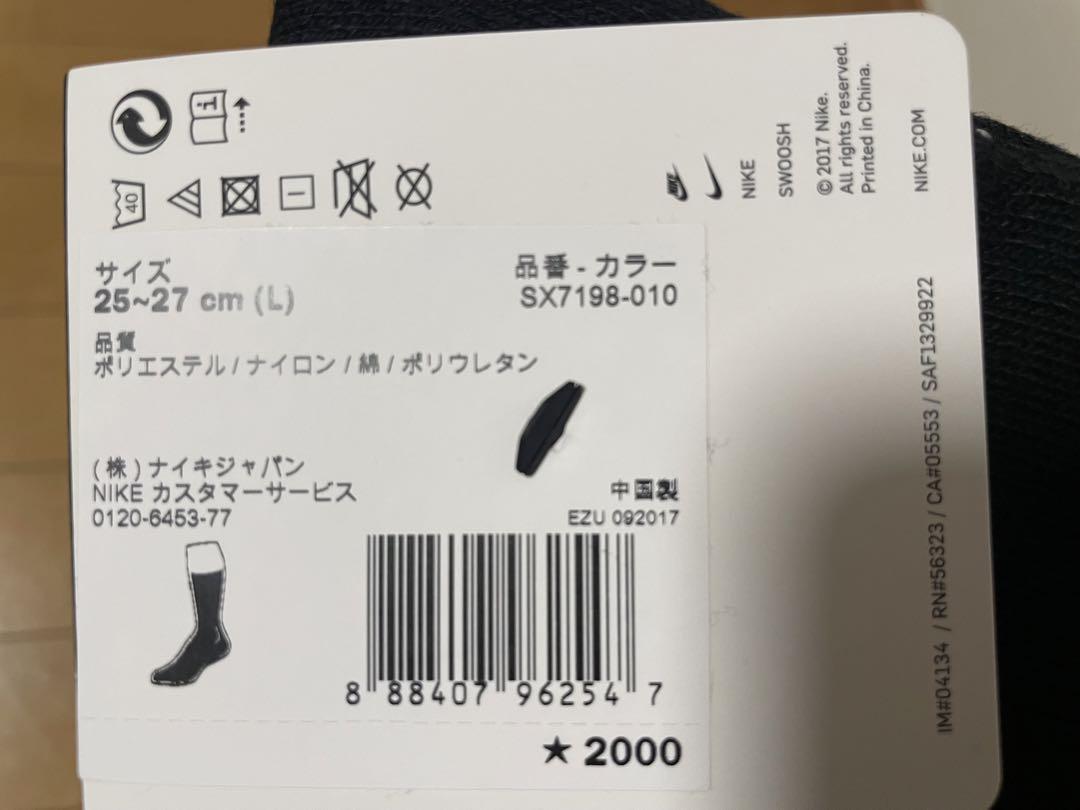 40
サイズ
25~27 cm (L)
品番 - カラー
SX7198-010
品質
ポリエステル / ナイロン / 綿 / ポリウレタン
(株) ナイキジャパン
NIKE カスタマーサービス
0120-6453-77
中国製
EZU 092017
8 88407 96254 7
★ 2000
NIKE
NIKE
SWOOSH
© 2017 Nike.
All rights reserved.
Printed in China.
NIKE.COM
IM#04134 / RN#56323 / CA#05553 / SAF1329922